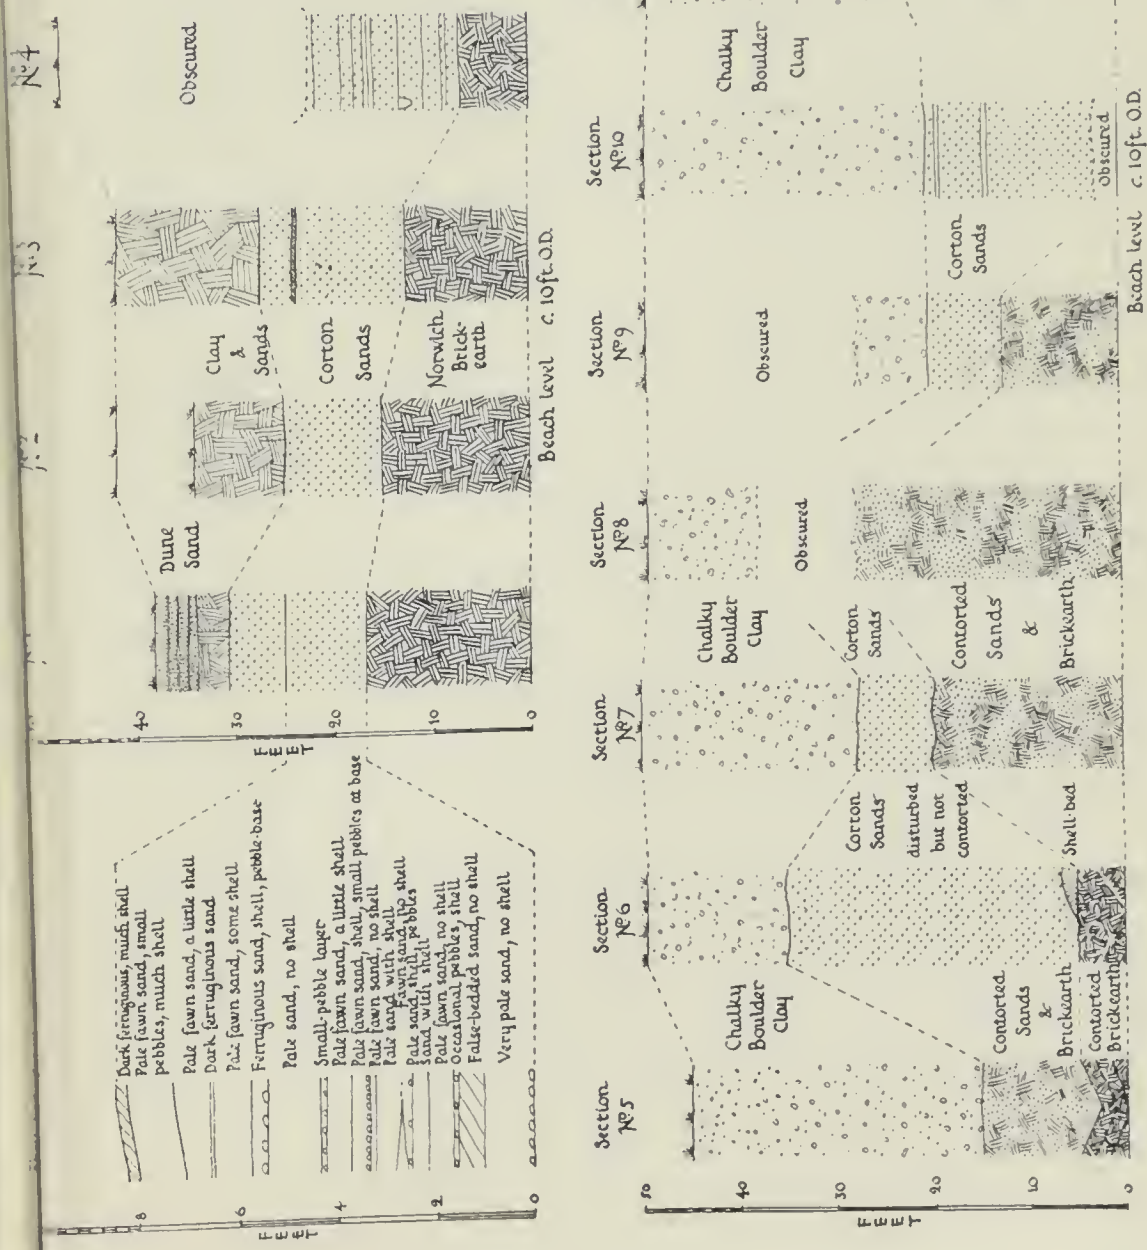 Nº 3
Nº 4
8
6
4
2
0
FEET
Dark ferruginous, much shell
Pale fawn sand, small
pebbles, much shell
Pale fawn sand, a little shell
Dark ferruginous sand
Pale fawn sand, some shell
Ferruginous sand, shell, pebble-base
Pale sand, no shell
Small-pebble layer
Pale fawn sand, a little shell
Pale fawn sand, shell, small pebbles at base
Pale fawn sand, no shell
Pale sand with shell
Fawn sand, no shell
Pale sand, shell, pebbles
Sand with shell
Pale fawn sand, no shell
Occasional pebbles, shell
False-bedded sand, no shell
Very pale sand, no shell
40
30
20
10
0
FEET
Dune
Sand
Clay
&
Sands
Corton
Sands
Norwich
Brick-
earth
Obscured
Beach level c. 10ft. O.D.
50
40
30
20
10
0
FEET
Section
Nº 5
Chalky
Boulder
Clay
Contorted
Sands
&
Brickearth
Contorted
Brickearth
Section
Nº 6
Corton
Sands
disturbed
but not
contorted
Shell-bed
Section
Nº 7
Chalky
Boulder
Clay
Corton
Sands
Contorted
Sands
&
Brickearth
Section
Nº 8
Obscured
Section
Nº 9
Obscured
Corton
Sands
Section
Nº 10
Obscured
Chalky
Boulder
Clay
Beach level c. 10ft. O.D.